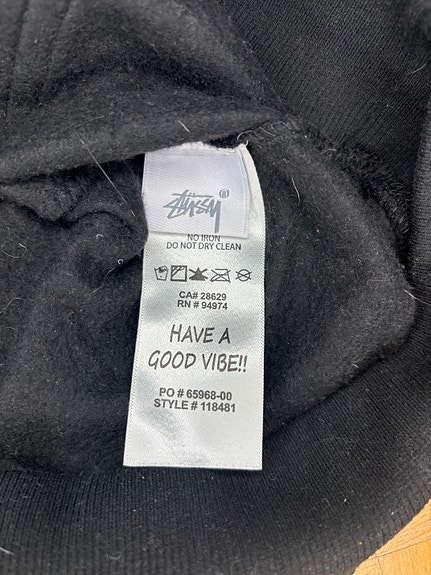 STÜSSY ®
NO IRON
DO NOT DRY CLEAN
CA# 28629
RN # 94974
HAVE A
GOOD VIBE!!
PO # 65968-00
STYLE # 118481